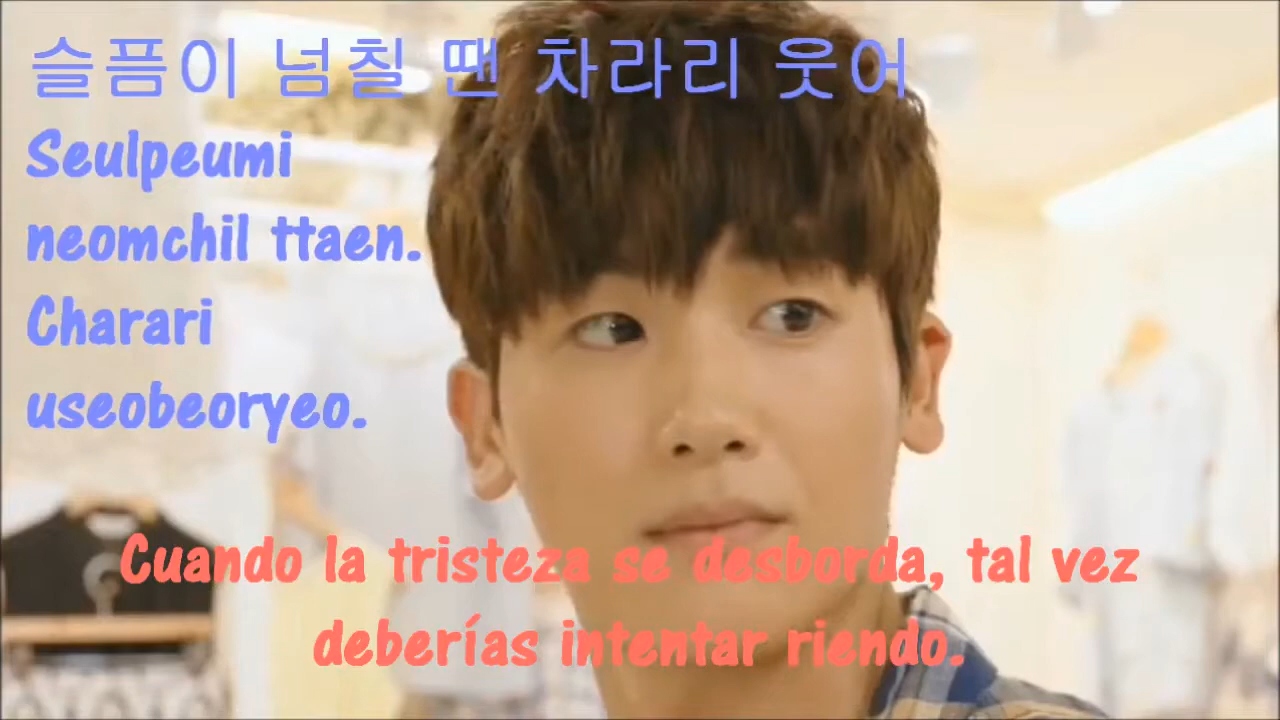 슬픔이 넘칠 땐 차라리 웃어
Seulpeumi
neomchil ttaen.
Charari
useobeoryeo.
Cuando la tristeza se desborda, tal vez
deberías intentar riendo.